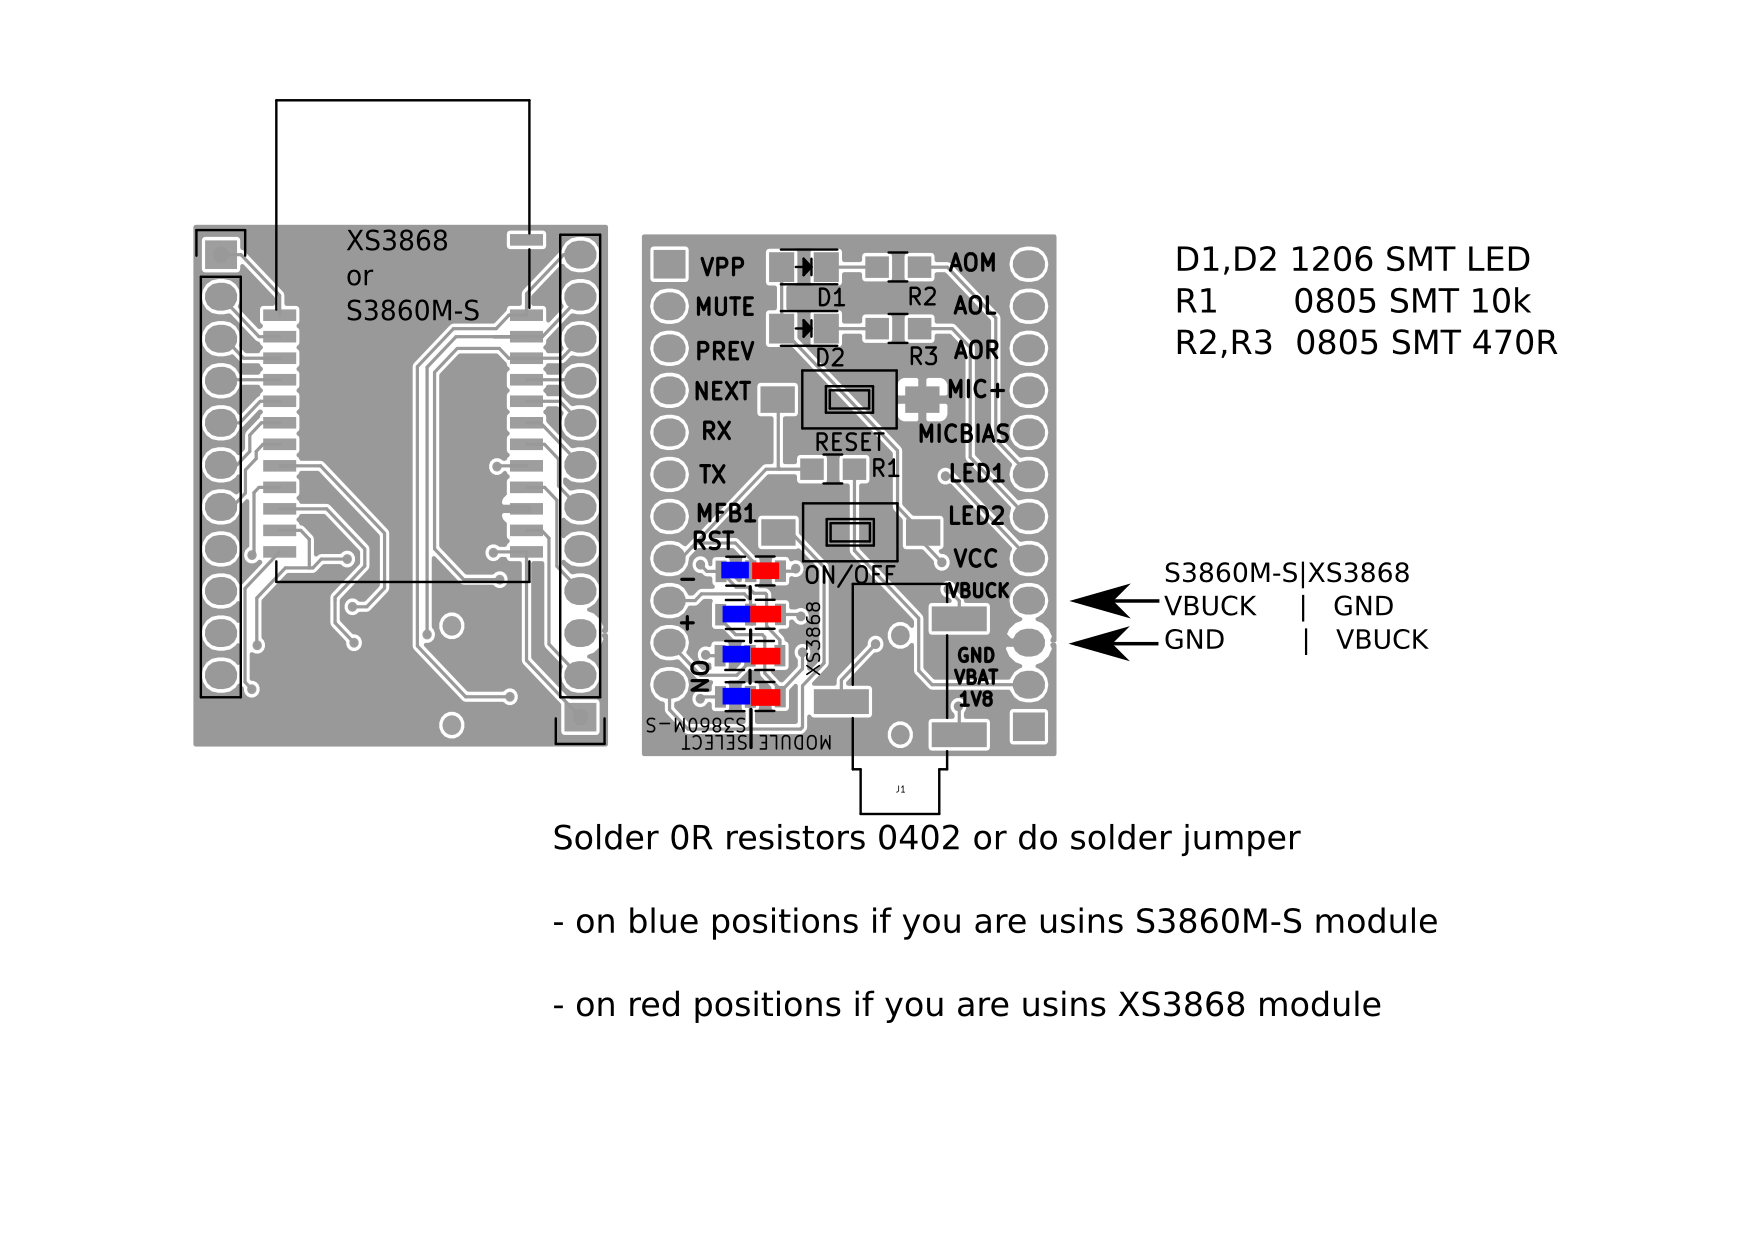 XS3868
or
S3860M-S
VPP
MUTE
PREV
NEXT
RX
TX
MFB1
RST
-
+
ON
D1
R2
D2
R3
RESET
R1
ON/OFF
XS3868
S3860M-S
MODULE SELECT
AOM
AOL
AOR
MIC+
MICBIAS
LED1
LED2
VCC
VBUCK
GND
VBAT
1V8
J1
D1,D2 1206 SMT LED
R1 0805 SMT 10k
R2,R3 0805 SMT 470R
S3860M-S|XS3868
VBUCK | GND
GND | VBUCK
Solder 0R resistors 0402 or do solder jumper
- on blue positions if you are usins S3860M-S module
- on red positions if you are usins XS3868 module